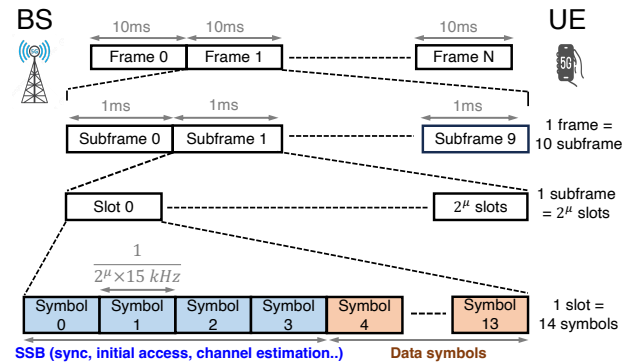 BS
UE
10ms
10ms
10ms
5G
5G
Frame 0
Frame 1
Frame N
1ms
1ms
1ms
Subframe 0
Subframe 1
Subframe 9
1 frame =
10 subframe
Slot 0
2^μ slots
1 subframe
= 2^μ slots
1
2^μ×15 kHz
Symbol
0
Symbol
1
Symbol
2
Symbol
3
Symbol
4
Symbol
13
1 slot =
14 symbols
SSB (sync, initial access, channel estimation..)
Data symbols